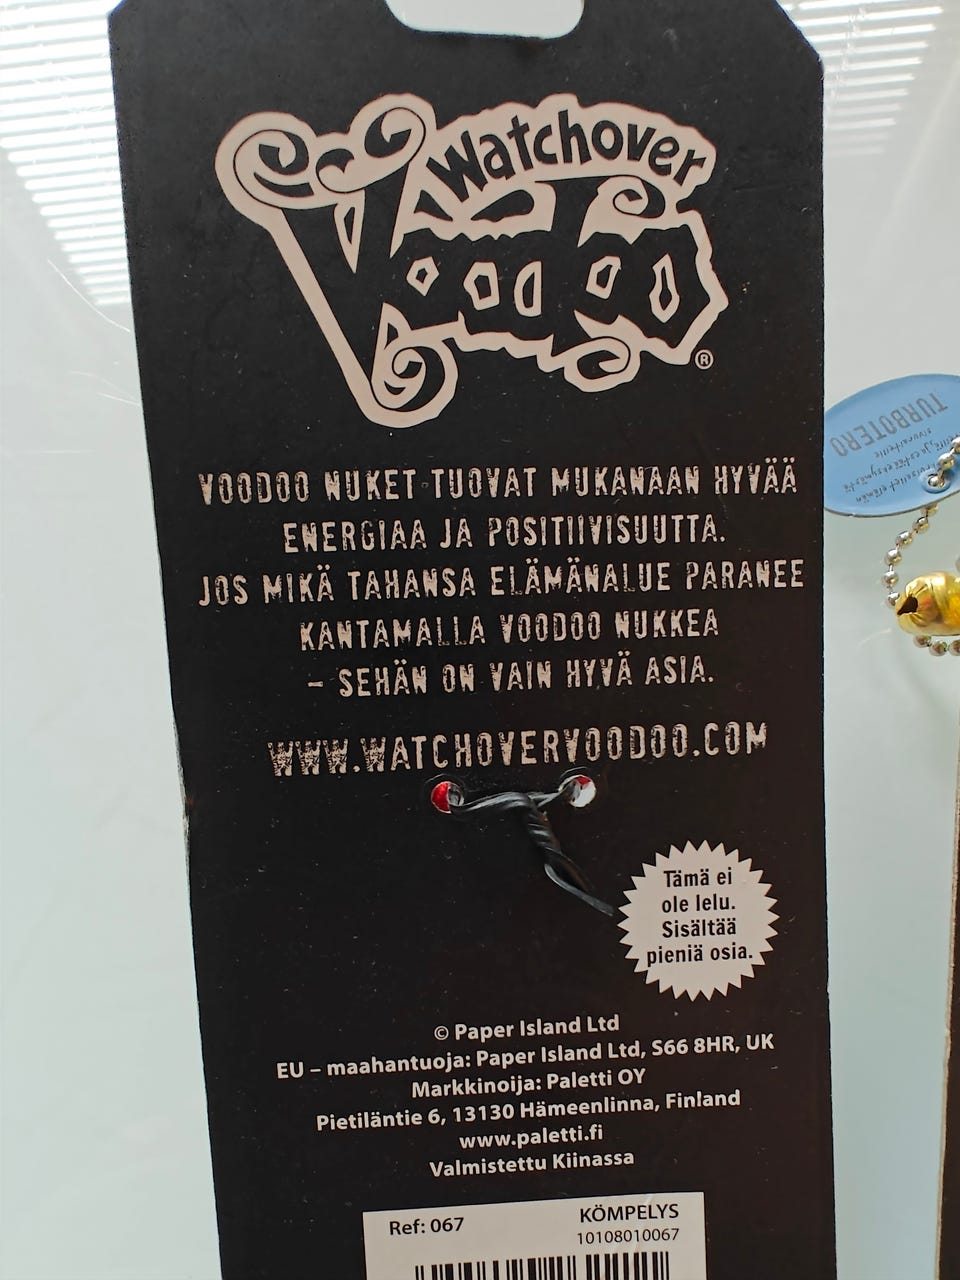 Watchover
Voodoo
®
VOODOO NUKET TUOVAT MUKANAAN HYVÄÄ
ENERGIAA JA POSITIIVISUUTTA.
JOS MIKÄ TAHANSA ELÄMÄNALUE PARANEE
KANTAMALLA VOODOO NUKKEA
– SEHÄN ON VAIN HYVÄ ASIA.
WWW.WATCHOVERVOODOO.COM
Tämä ei
ole lelu.
Sisältää
pieniä osia.
© Paper Island Ltd
EU – maahantuoja: Paper Island Ltd, S66 8HR, UK
Markkinoija: Paletti OY
Pietiläntie 6, 13130 Hämeenlinna, Finland
www.paletti.fi
Valmistettu Kiinassa
Ref: 067
KÖMPELYS
10108010067
TURBOTERO